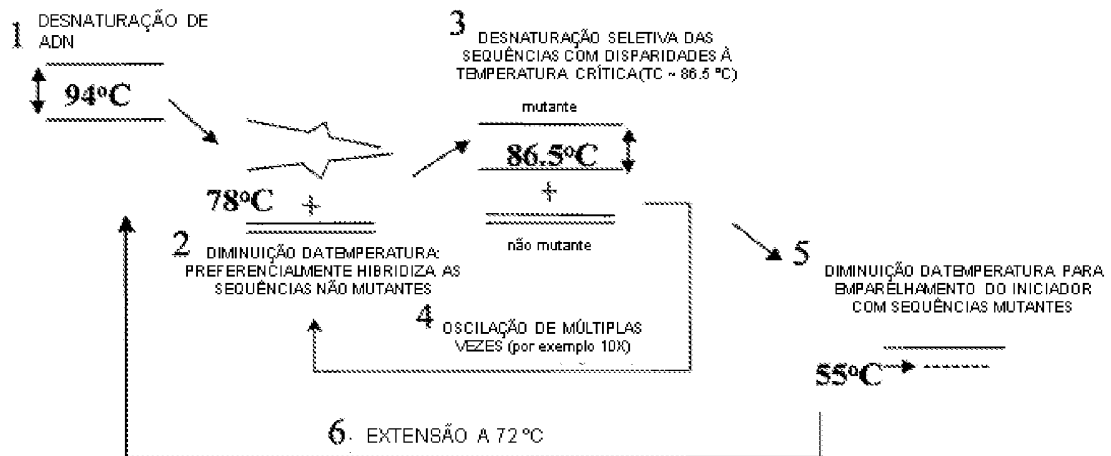 1 DESNATURAÇÃO DE
ADN
94ºC
78ºC +
2 DIMINUIÇÃO DATEMPERATURA:
PREFERENCIALMENTE HIBRIDIZA AS
SEQUÊNCIAS NÃO MUTANTES
3 DESNATURAÇÃO SELETIVA DAS
SEQUÊNCIAS COM DISPARIDADES À
TEMPERATURA CRÍTICA(TC ~ 86.5 ºC)
mutante
86.5ºC
+
não mutante
4 OSCILAÇÃO DE MÚLTIPLAS
VEZES (por exemplo 10X)
5 DIMINUIÇÃO DATEMPERATURA PARA
EMPARELHAMENTO DO INICIADOR
COM SEQUÊNCIAS MUTANTES
55ºC
6. EXTENSÃO A 72 ºC